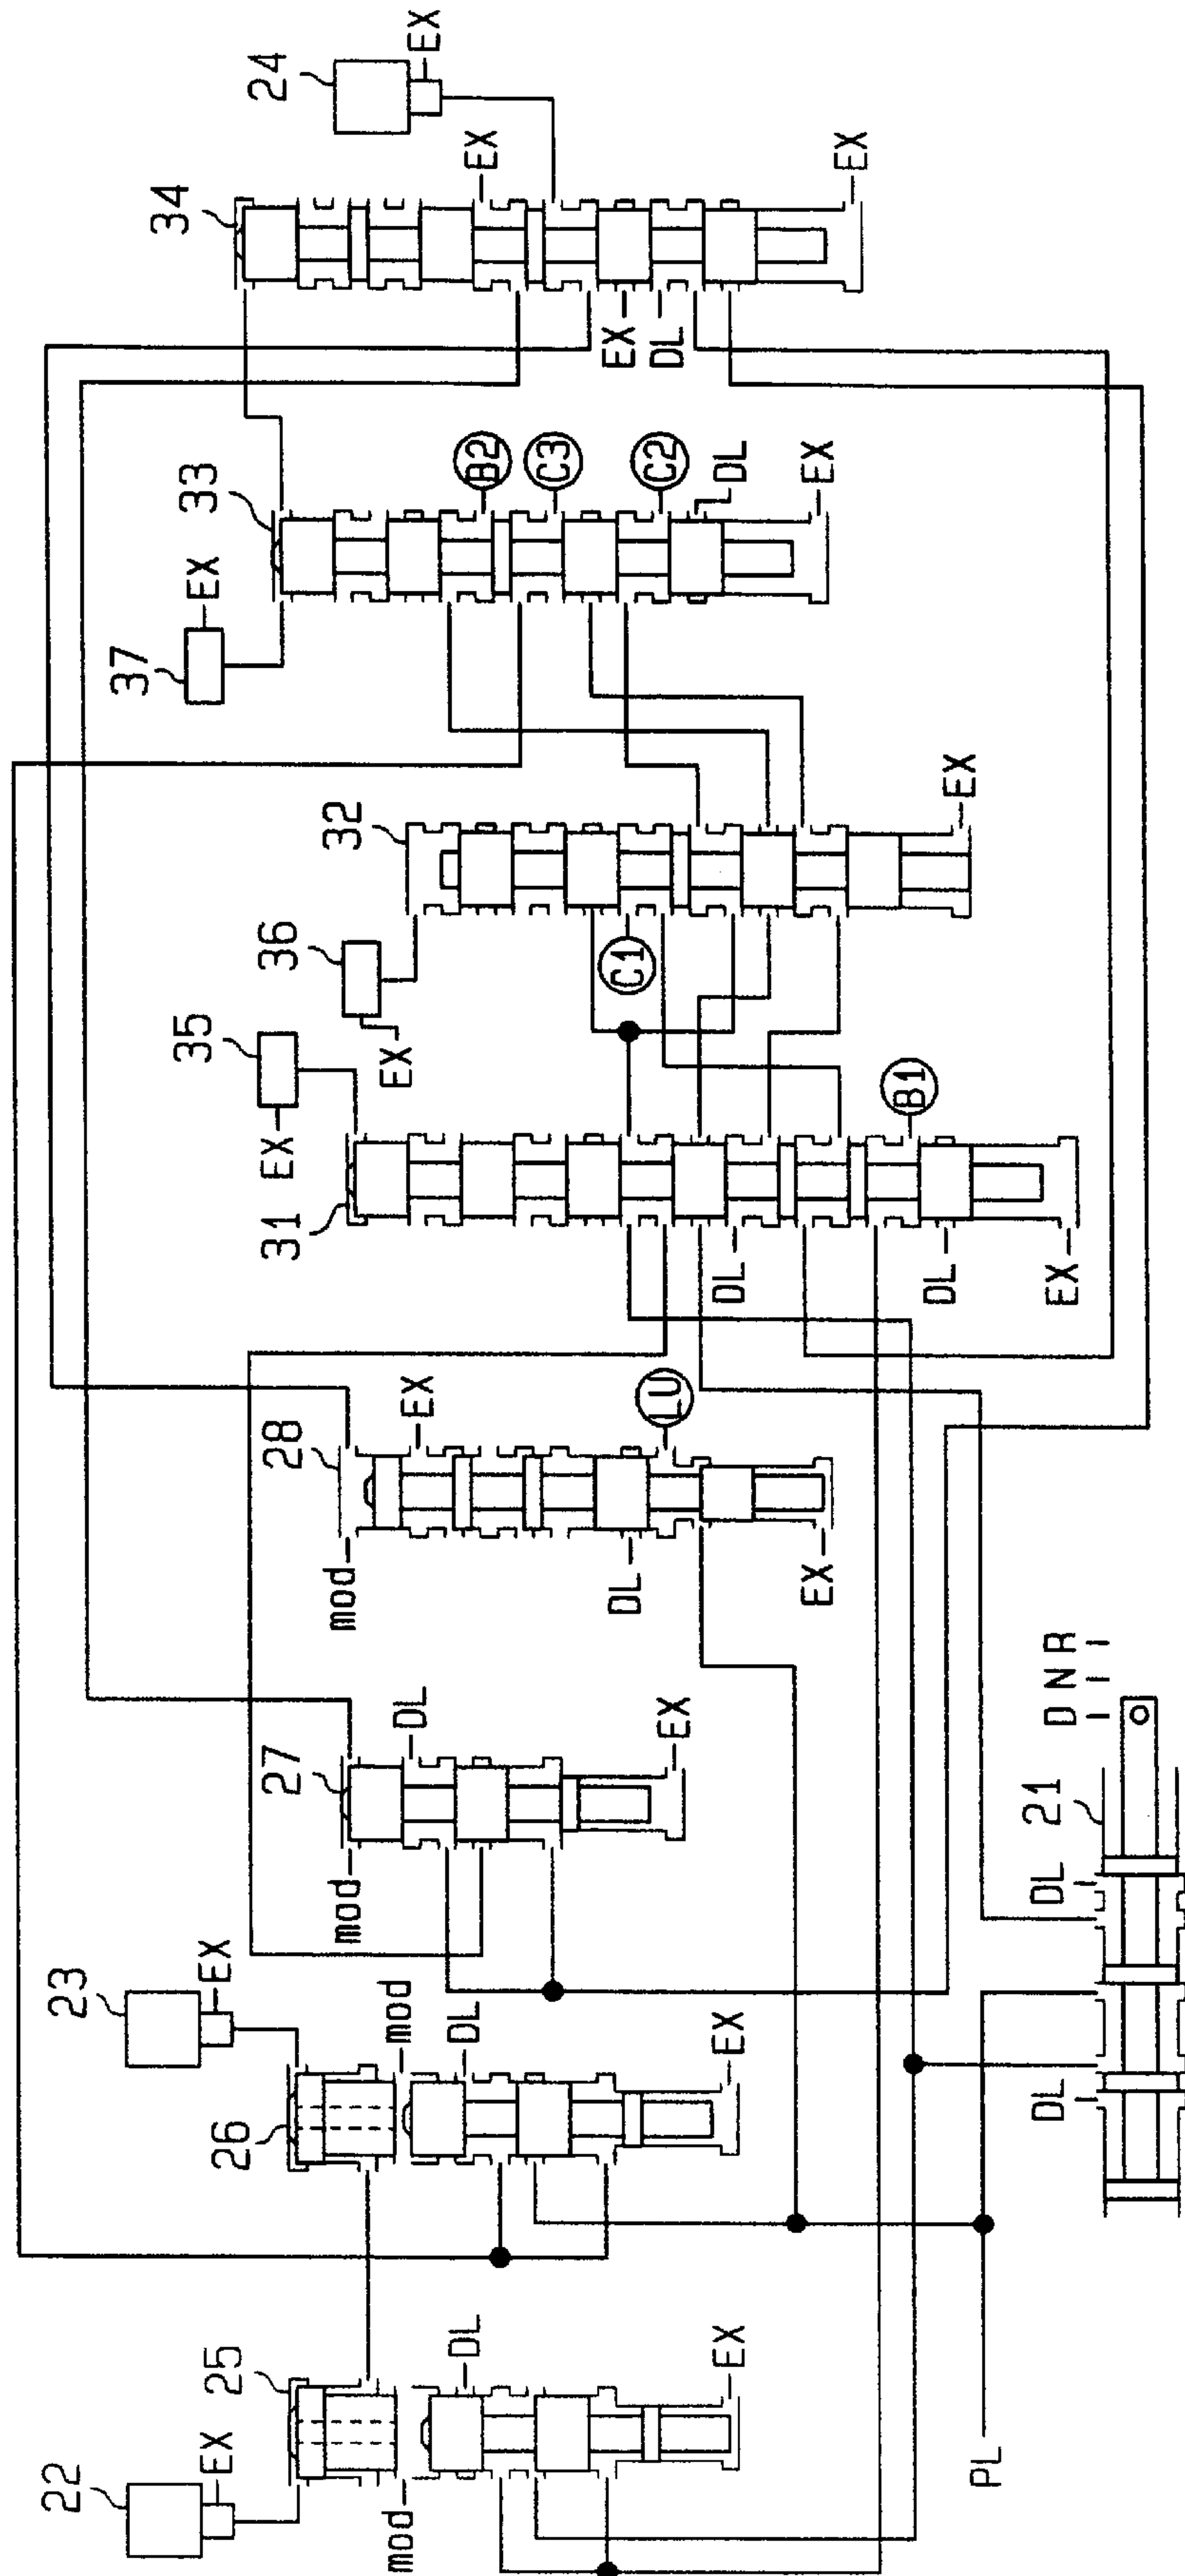 24
EX
34
EX
EX
EX
DL
33
B2
C3
C2
DL
EX
37
EX
32
EX
36
EX
C1
35
EX
31
B1
DL
DL
EX
28
EX
LU
mod
DL
EX
27
DL
EX
mod
D N R
21
DL
DL
23
EX
mod
DL
EX
26
25
DL
EX
22
EX
mod
PL